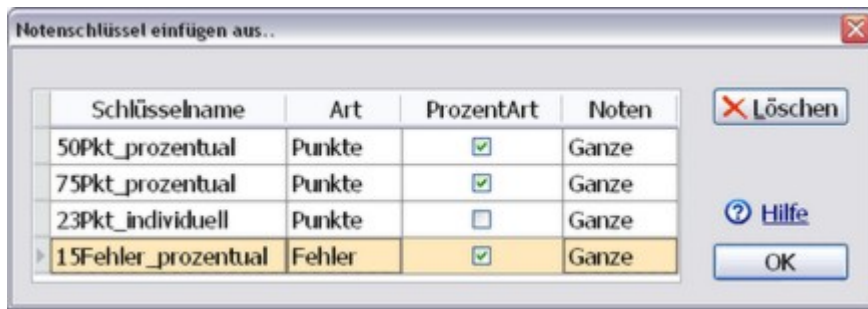 Notenschlüssel einfügen aus..
Schlüsselname Art ProzentArt Noten
50Pkt_prozentual Punkte Ganze
75Pkt_prozentual Punkte Ganze
23Pkt_individuell Punkte Ganze
15Fehler_prozentual Fehler Ganze
Löschen
Hilfe
OK